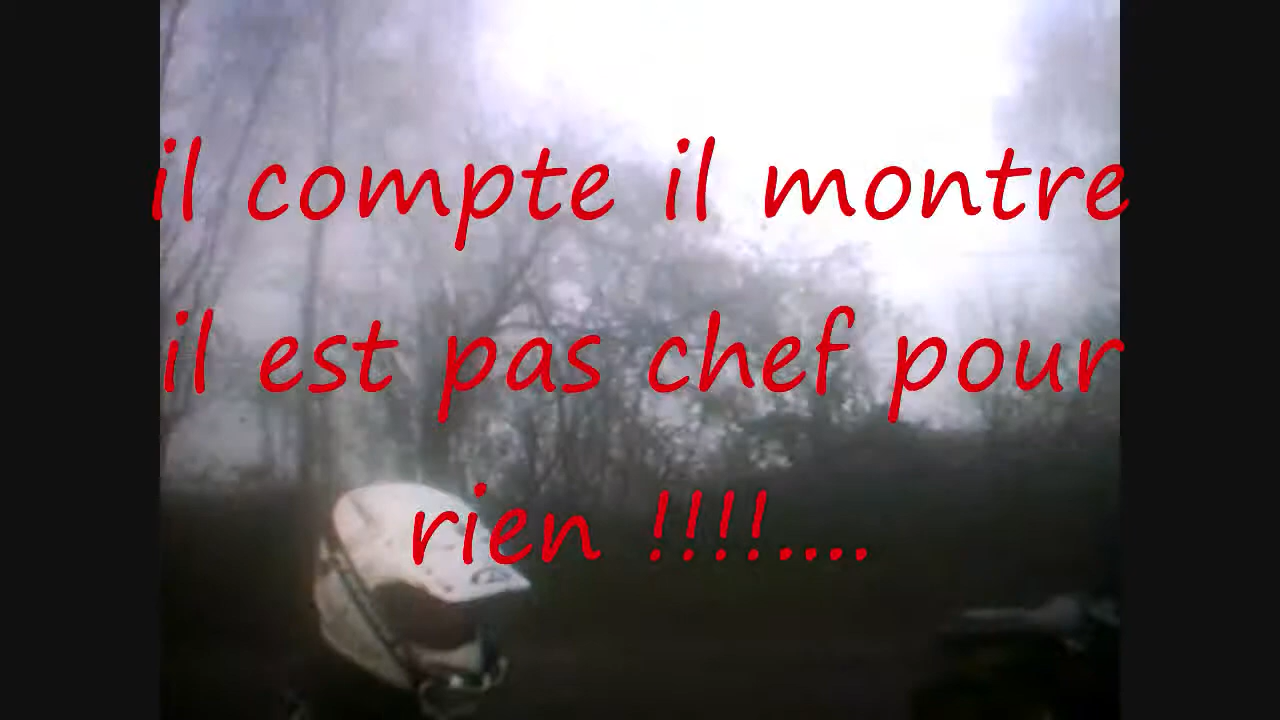 il compte il montre
il est pas chef pour
rien !!!!....